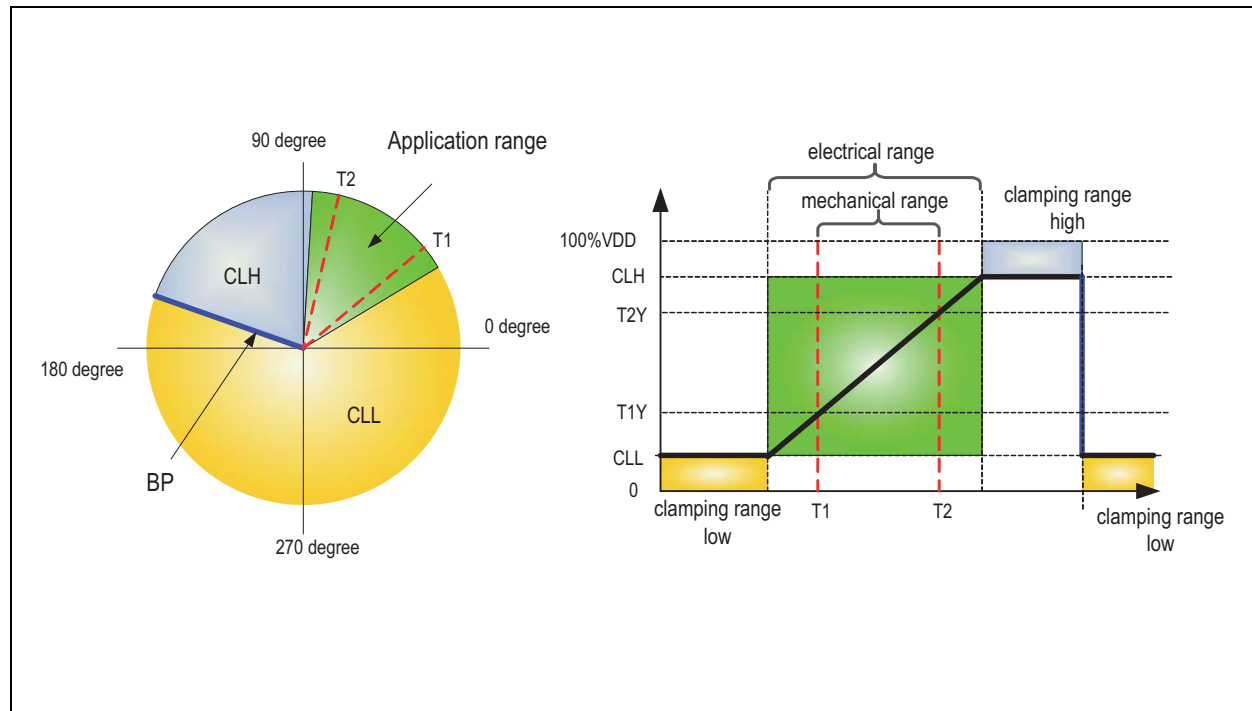 90 degree
Application range
T2
T1
CLH
0 degree
180 degree
CLL
BP
270 degree
electrical range
mechanical range
clamping range
high
100%VDD
CLH
T2Y
T1Y
CLL
0
clamping range
low
T1
T2
clamping range
low